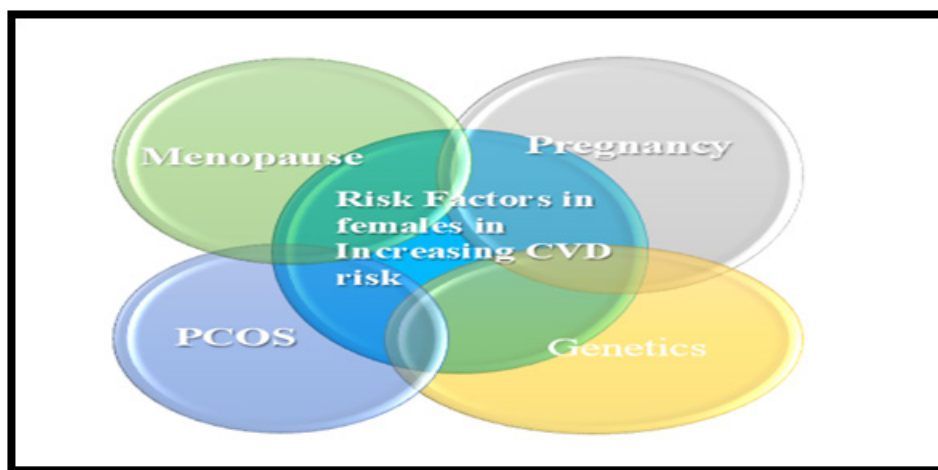 Menopause
Pregnancy
Risk Factors in
females in
Increasing CVD
risk
PCOS
Genetics